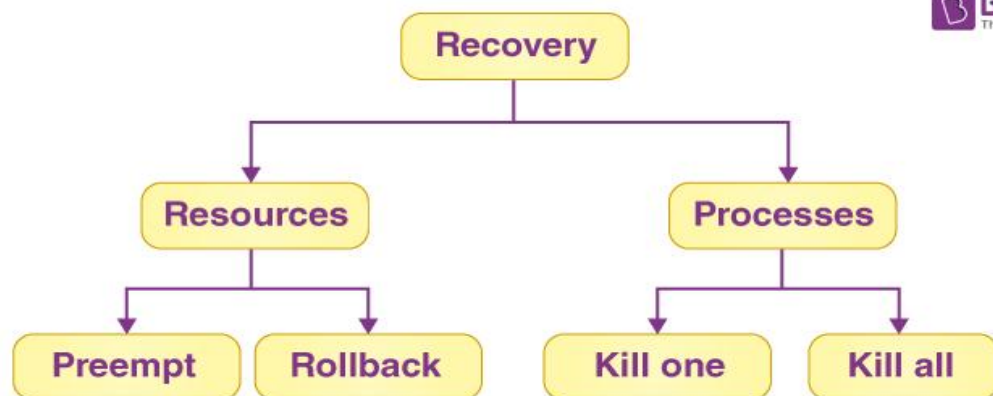 Recovery
Resources
Processes
Preempt
Rollback
Kill one
Kill all